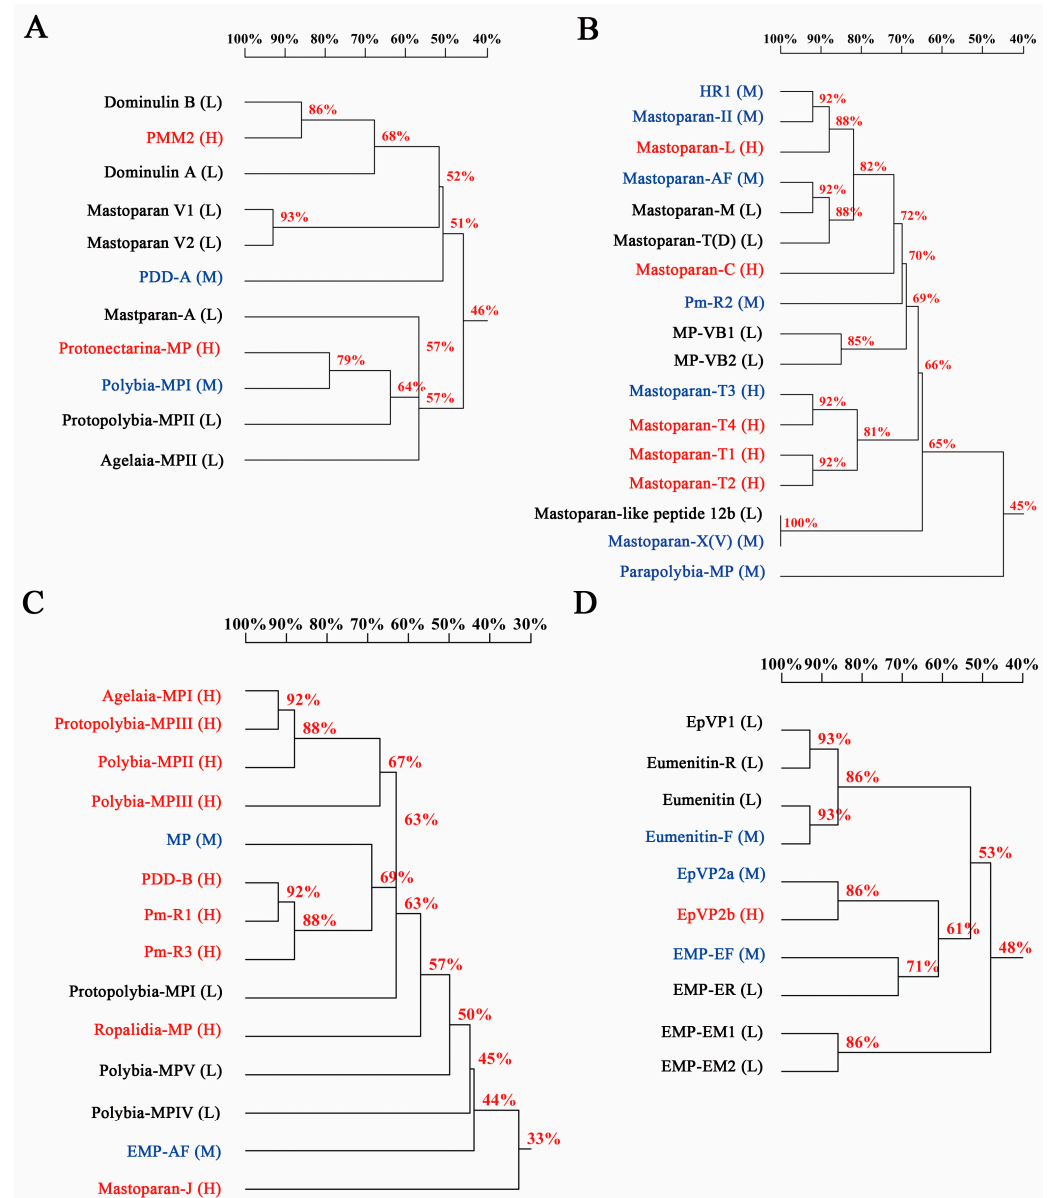 A
100% 90% 80% 70% 60% 50% 40%
Dominulin B (L)
86%
PMM2 (H)
68%
Dominulin A (L)
52%
Mastoparan V1 (L)
93%
51%
Mastoparan V2 (L)
PDD-A (M)
Mastparan-A (L)
46%
Protonectarina-MP (H)
57%
79%
Polybia-MPI (M)
64%
57%
Protopolybia-MPII (L)
Agelaia-MPII (L)
B
100% 90% 80% 70% 60% 50% 40%
HR1 (M)
92%
Mastoparan-II (M)
88%
Mastoparan-L (H)
82%
Mastoparan-AF (M)
92%
Mastoparan-M (L)
88%
72%
Mastoparan-T(D) (L)
70%
Mastoparan-C (H)
69%
Pm-R2 (M)
MP-VB1 (L)
85%
MP-VB2 (L)
66%
Mastoparan-T3 (H)
92%
Mastoparan-T4 (H)
81%
65%
Mastoparan-T1 (H)
92%
Mastoparan-T2 (H)
45%
Mastoparan-like peptide 12b (L)
100%
Mastoparan-X(V) (M)
Parapolybia-MP (M)
C
100% 90% 80% 70% 60% 50% 40% 30%
Agelaia-MPI (H)
92%
Protopolybia-MPIII (H)
88%
Polybia-MPII (H)
67%
Polybia-MPIII (H)
63%
MP (M)
PDD-B (H)
69%
92%
63%
Pm-R1 (H)
88%
Pm-R3 (H)
57%
Protopolybia-MPI (L)
50%
Ropalidia-MP (H)
45%
Polybia-MPV (L)
44%
Polybia-MPIV (L)
33%
EMP-AF (M)
Mastoparan-J (H)
D
100% 90% 80% 70% 60% 50% 40%
EpVP1 (L)
93%
Eumenitin-R (L)
86%
Eumenitin (L)
93%
Eumenitin-F (M)
53%
EpVP2a (M)
86%
EpVP2b (H)
61%
48%
EMP-EF (M)
71%
EMP-ER (L)
EMP-EM1 (L)
86%
EMP-EM2 (L)